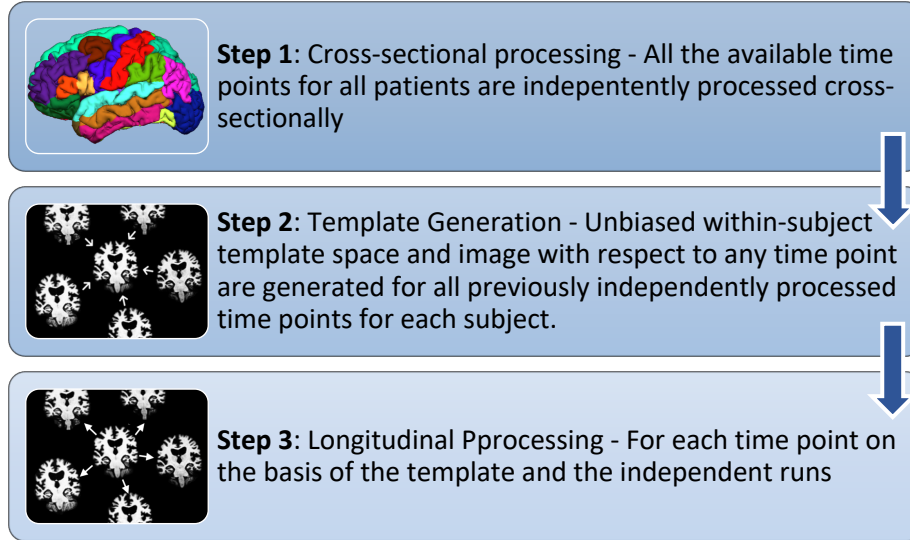 Step 1: Cross-sectional processing - All the available time
points for all patients are indepentently processed cross-
sectionally
Step 2: Template Generation - Unbiased within-subject
template space and image with respect to any time point
are generated for all previously independently processed
time points for each subject.
Step 3: Longitudinal Pprocessing - For each time point on
the basis of the template and the independent runs